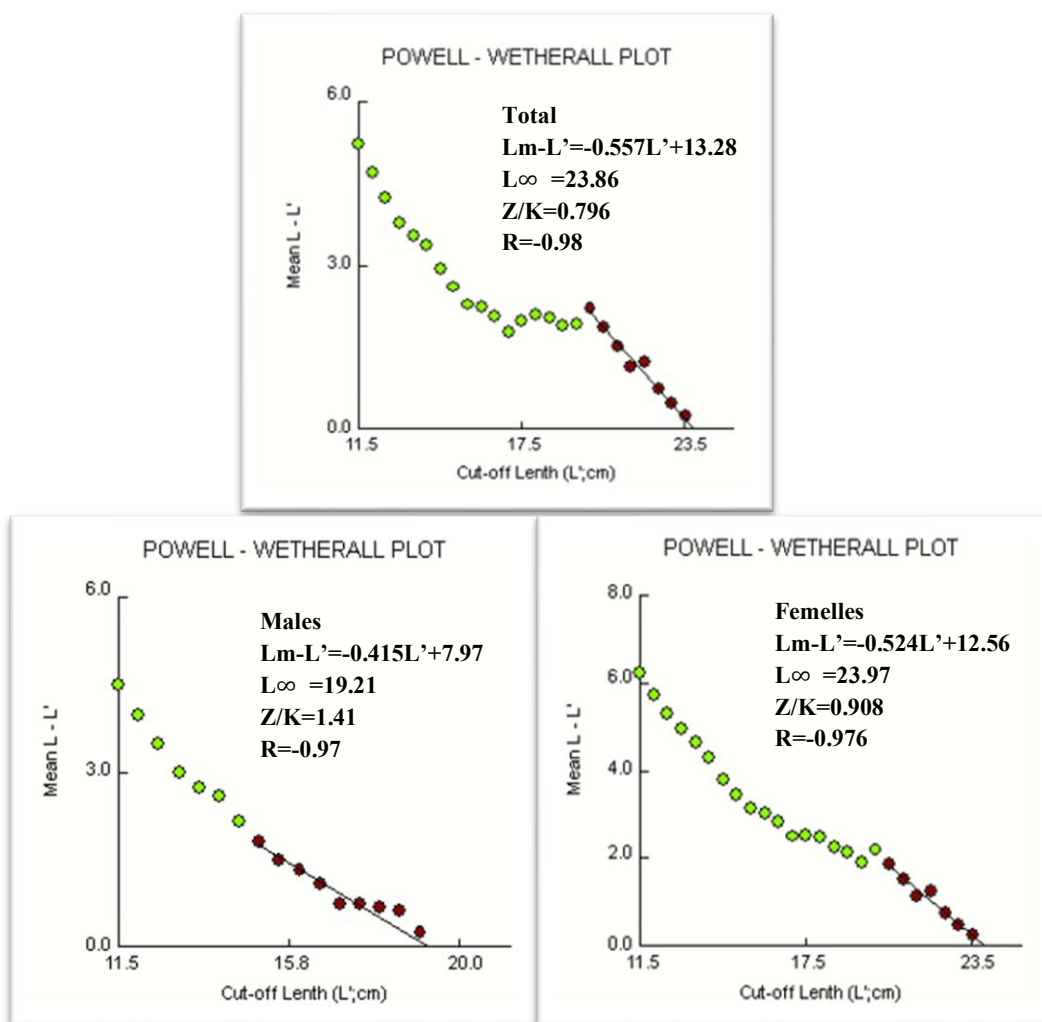 POWELL - WETHERALL PLOT
6.0
3.0
0.0
Mean L - L'
Total
Lm-L’=-0.557L’+13.28
L∞ =23.86
Z/K=0.796
R=-0.98
11.5 17.5 23.5
Cut-off Lenth (L';cm)
POWELL - WETHERALL PLOT
6.0
3.0
0.0
Mean L - L'
Males
Lm-L’=-0.415L’+7.97
L∞ =19.21
Z/K=1.41
R=-0.97
11.5 15.8 20.0
Cut-off Lenth (L';cm)
POWELL - WETHERALL PLOT
8.0
6.0
4.0
2.0
0.0
Mean L - L'
Femelles
Lm-L’=-0.524L’+12.56
L∞ =23.97
Z/K=0.908
R=-0.976
11.5 17.5 23.5
Cut-off Lenth (L';cm)